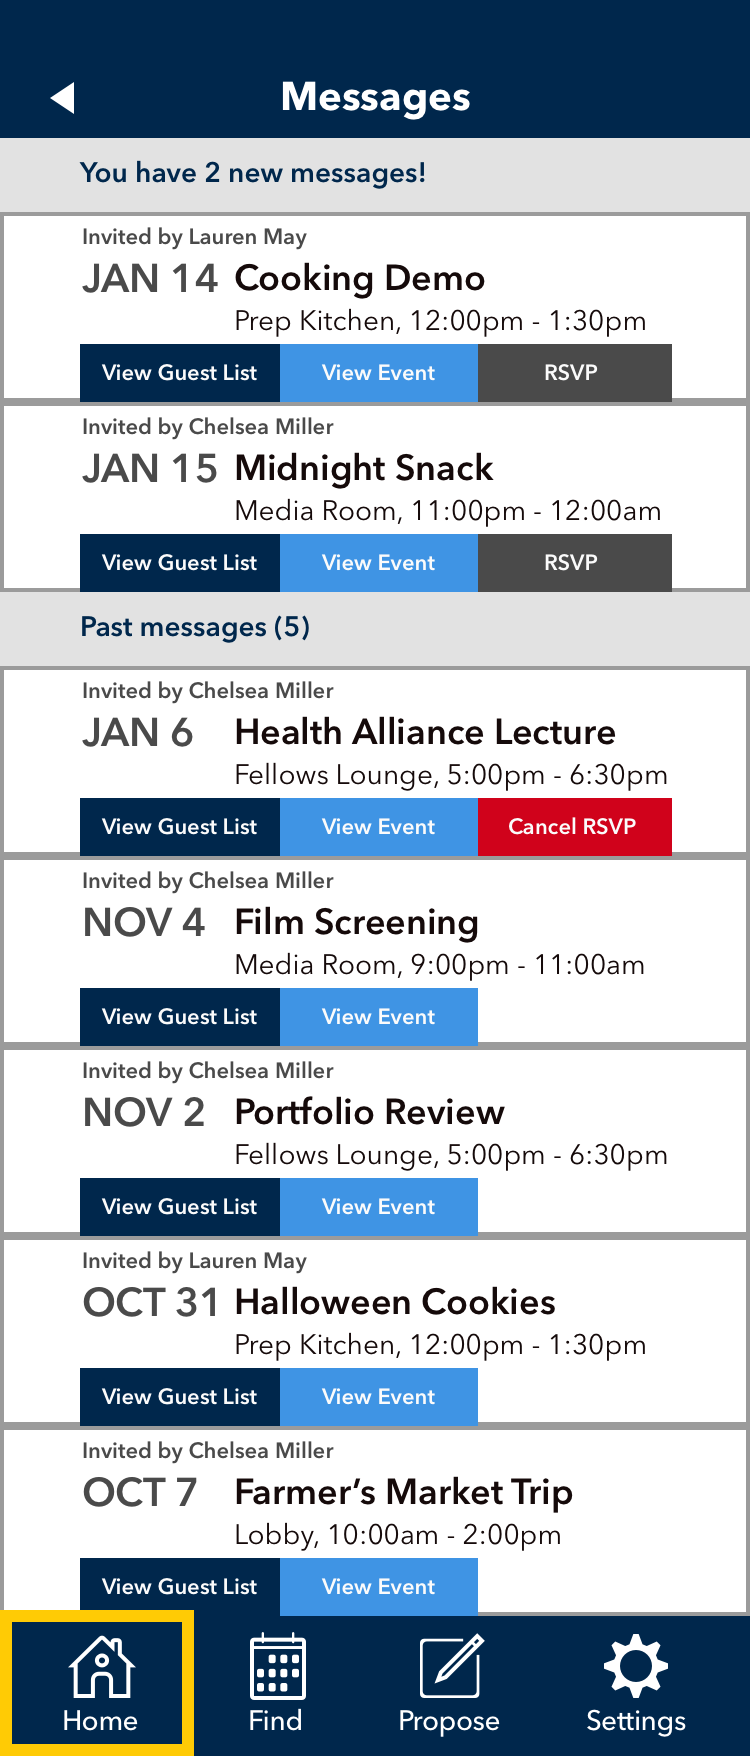 Messages
You have 2 new messages!
Invited by Lauren May
JAN 14 Cooking Demo
Prep Kitchen, 12:00pm - 1:30pm
View Guest List View Event RSVP
Invited by Chelsea Miller
JAN 15 Midnight Snack
Media Room, 11:00pm - 12:00am
View Guest List View Event RSVP
Past messages (5)
Invited by Chelsea Miller
JAN 6 Health Alliance Lecture
Fellows Lounge, 5:00pm - 6:30pm
View Guest List View Event Cancel RSVP
Invited by Chelsea Miller
NOV 4 Film Screening
Media Room, 9:00pm - 11:00am
View Guest List View Event
Invited by Chelsea Miller
NOV 2 Portfolio Review
Fellows Lounge, 5:00pm - 6:30pm
View Guest List View Event
Invited by Lauren May
OCT 31 Halloween Cookies
Prep Kitchen, 12:00pm - 1:30pm
View Guest List View Event
Invited by Chelsea Miller
OCT 7 Farmer’s Market Trip
Lobby, 10:00am - 2:00pm
View Guest List View Event
Home Find Propose Settings